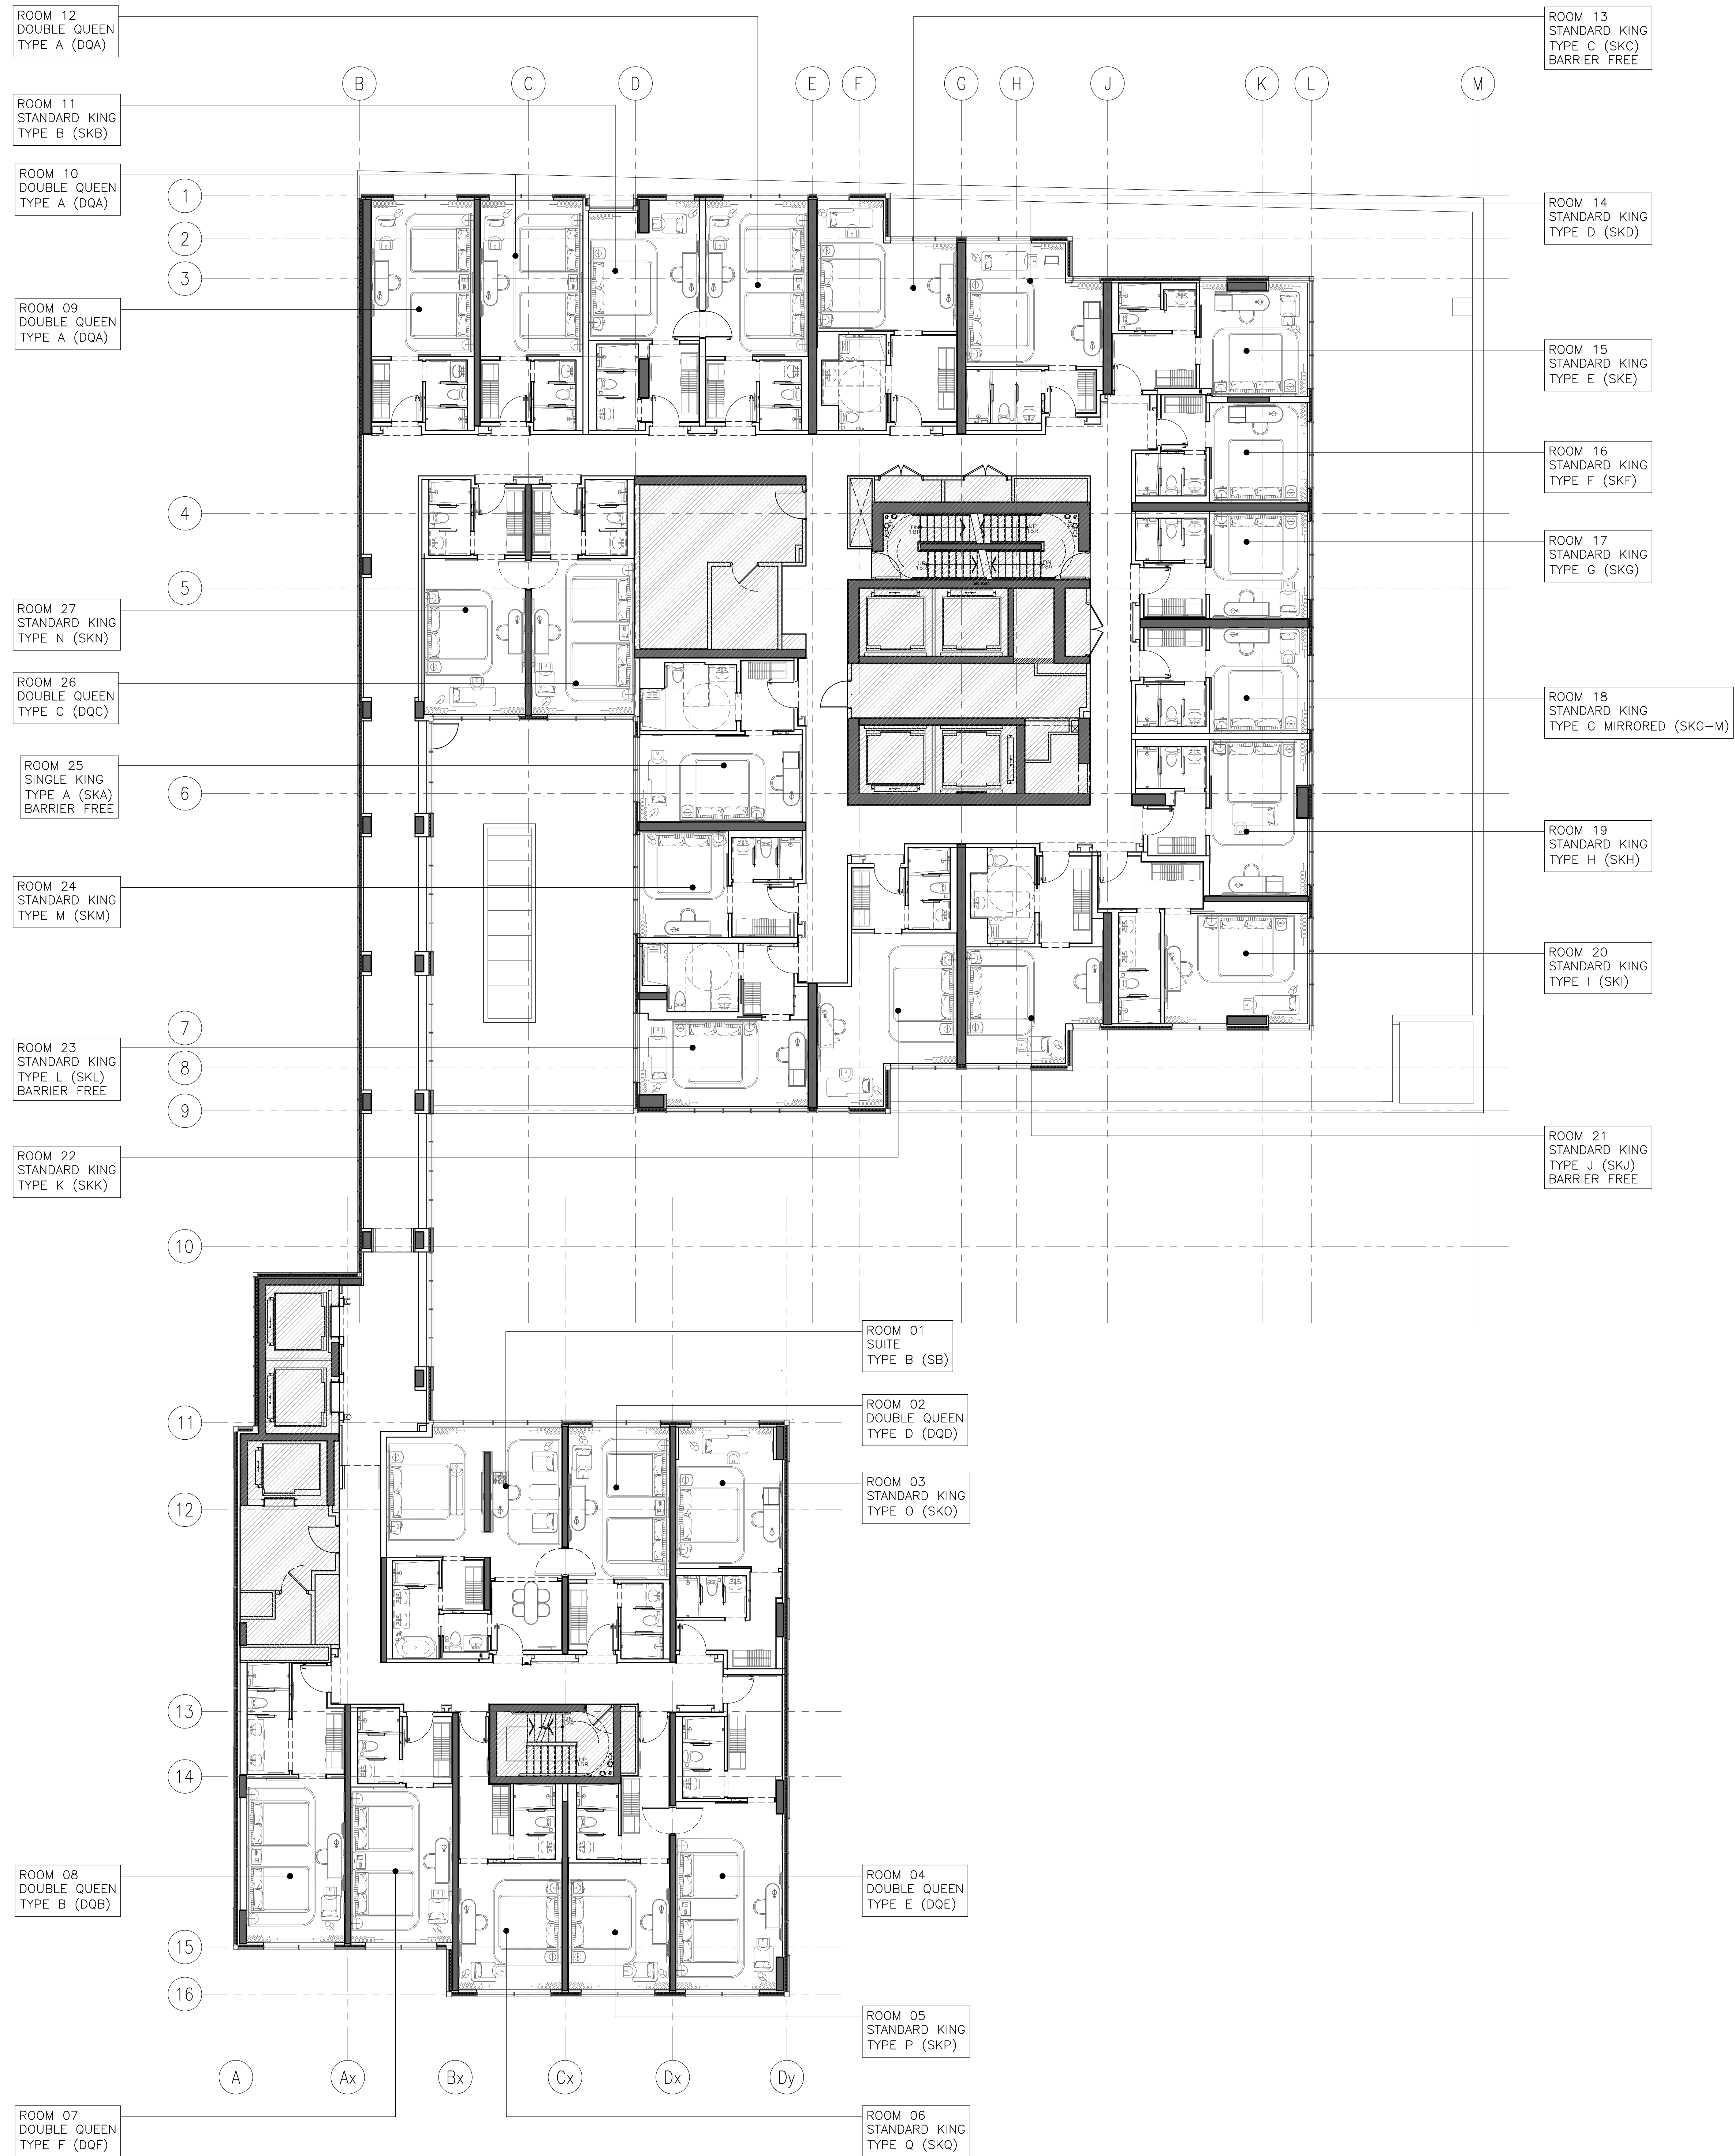 ROOM 12
DOUBLE QUEEN
TYPE A (DQA)
ROOM 13
STANDARD KING
TYPE C (SKC)
BARRIER FREE
B
C
D
E
F
G
H
J
K
L
M
ROOM 11
STANDARD KING
TYPE B (SKB)
ROOM 10
DOUBLE QUEEN
TYPE A (DQA)
1
ROOM 14
STANDARD KING
TYPE D (SKD)
2
3
ROOM 09
DOUBLE QUEEN
TYPE A (DQA)
ROOM 15
STANDARD KING
TYPE E (SKE)
ROOM 16
STANDARD KING
TYPE F (SKF)
4
ROOM 17
STANDARD KING
TYPE G (SKG)
5
ROOM 27
STANDARD KING
TYPE N (SKN)
ROOM 26
DOUBLE QUEEN
TYPE C (DQC)
ROOM 18
STANDARD KING
TYPE G MIRRORED (SKG-M)
ROOM 25
SINGLE KING
TYPE A (SKA)
BARRIER FREE
6
ROOM 19
STANDARD KING
TYPE H (SKH)
ROOM 24
STANDARD KING
TYPE M (SKM)
ROOM 20
STANDARD KING
TYPE I (SKI)
7
ROOM 23
STANDARD KING
TYPE L (SKL)
BARRIER FREE
8
9
ROOM 21
STANDARD KING
TYPE J (SKJ)
BARRIER FREE
ROOM 22
STANDARD KING
TYPE K (SKK)
10
ROOM 01
SUITE
TYPE B (SB)
11
ROOM 02
DOUBLE QUEEN
TYPE D (DQD)
12
ROOM 03
STANDARD KING
TYPE O (SKO)
13
14
ROOM 08
DOUBLE QUEEN
TYPE B (DQB)
ROOM 04
DOUBLE QUEEN
TYPE E (DQE)
15
16
ROOM 05
STANDARD KING
TYPE P (SKP)
A
Ax
Bx
Cx
Dx
Dy
ROOM 07
DOUBLE QUEEN
TYPE F (DQF)
ROOM 06
STANDARD KING
TYPE Q (SKQ)